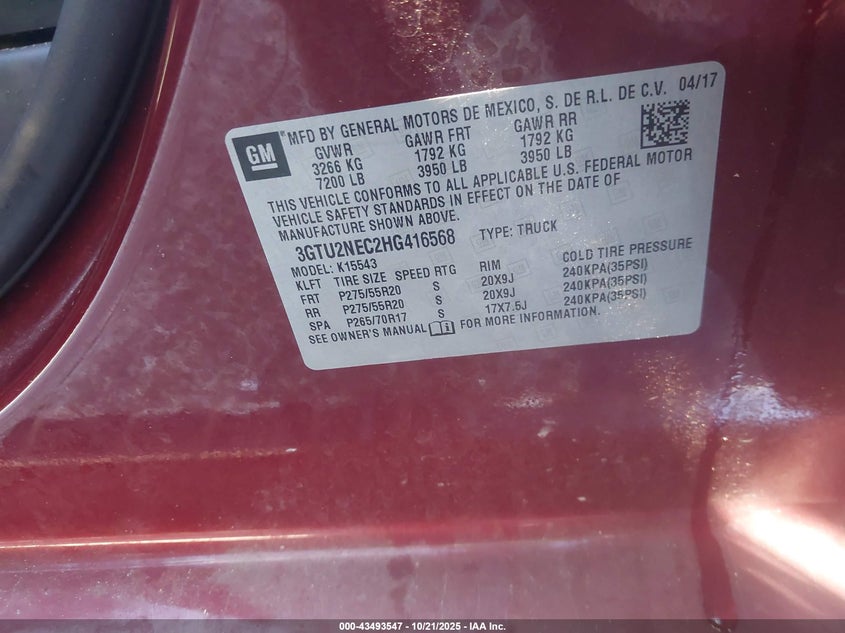 MFD BY GENERAL MOTORS DE MEXICO, S. DE R.L. DE C.V. 04/17
GM
GVWR GAWR FRT GAWR RR
3266 KG 1792 KG 1792 KG
7200 LB 3950 LB 3950 LB
THIS VEHICLE CONFORMS TO ALL APPLICABLE U.S. FEDERAL MOTOR
VEHICLE SAFETY STANDARDS IN EFFECT ON THE DATE OF
MANUFACTURE SHOWN ABOVE.
3GTU2NEC2HG416568 TYPE: TRUCK
MODEL: K15543
KLFT TIRE SIZE SPEED RTG RIM COLD TIRE PRESSURE
FRT P275/55R20 S 20X9J 240KPA(35PSI)
RR P275/55R20 S 20X9J 240KPA(35PSI)
SPA P265/70R17 S 17X7.5J 240KPA(35PSI)
SEE OWNER'S MANUAL FOR MORE INFORMATION.
000-43493547 - 10/21/2025 - IAA Inc.